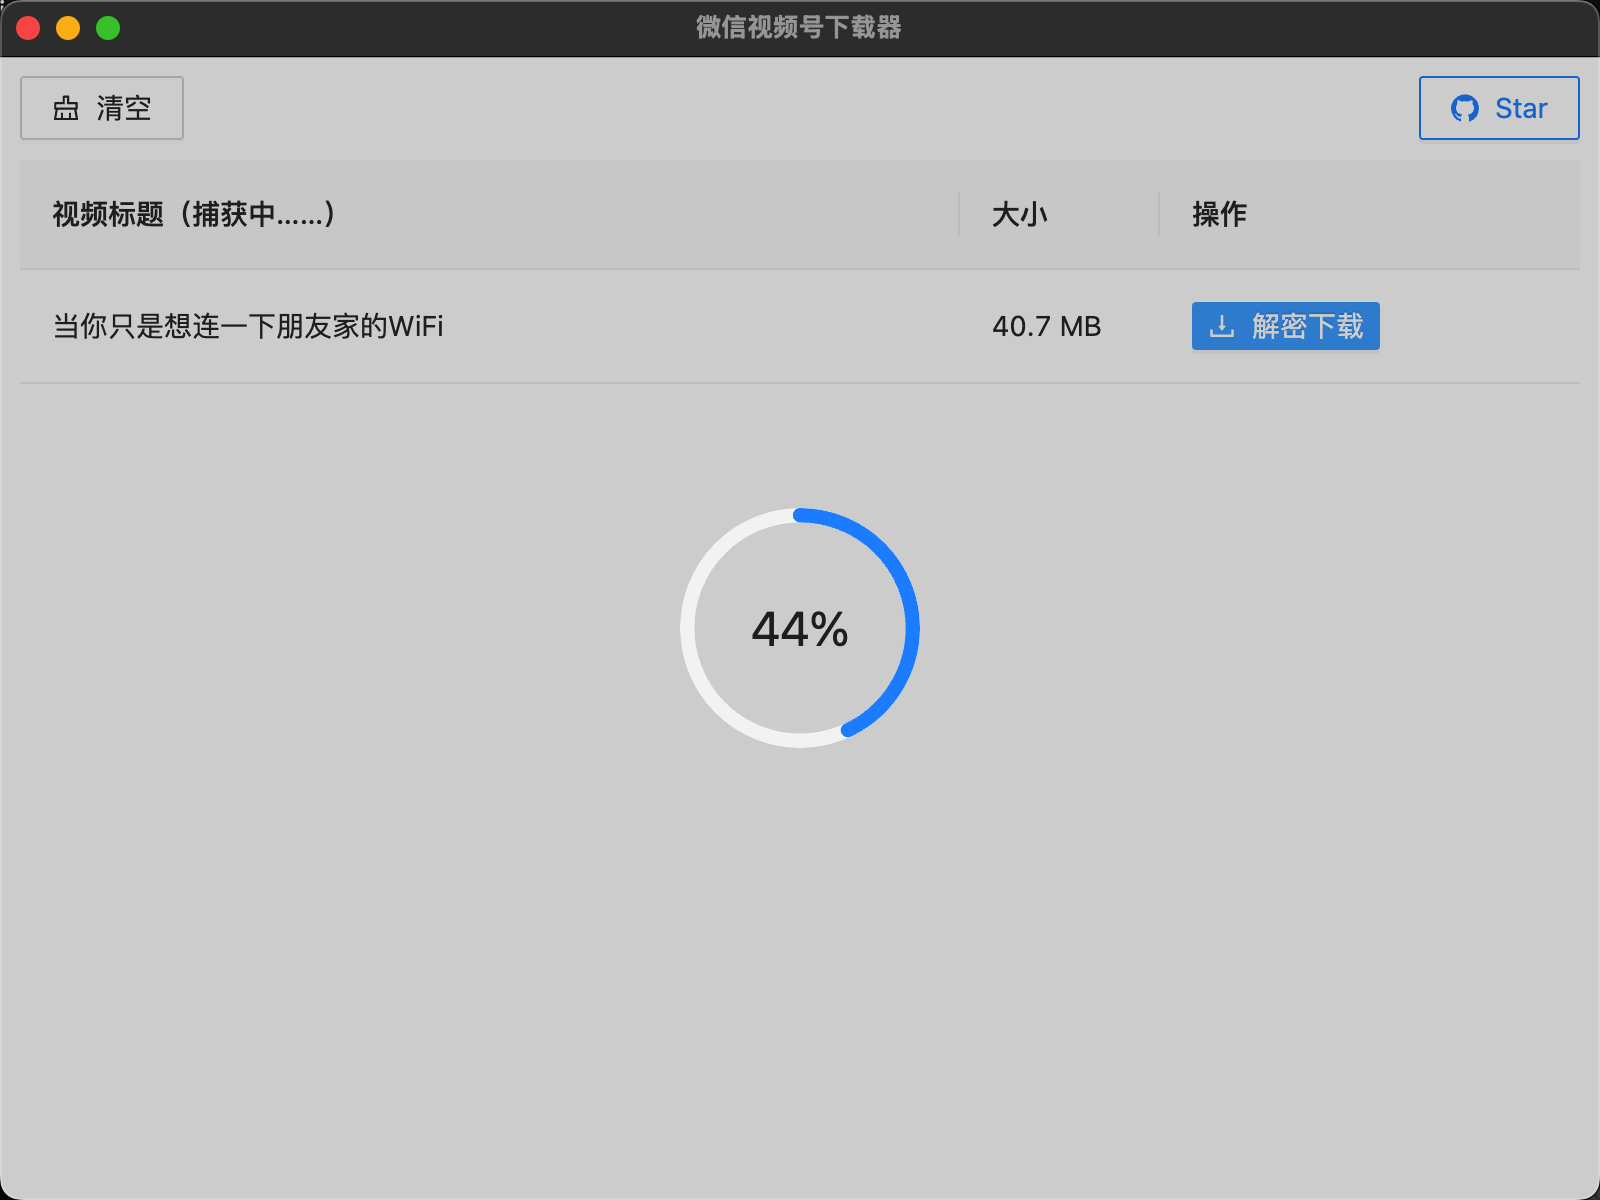 微信视频号下载器
清空
Star
视频标题（捕获中......）
大小
操作
当你只是想连一下朋友家的WiFi
40.7 MB
解密下载
44%